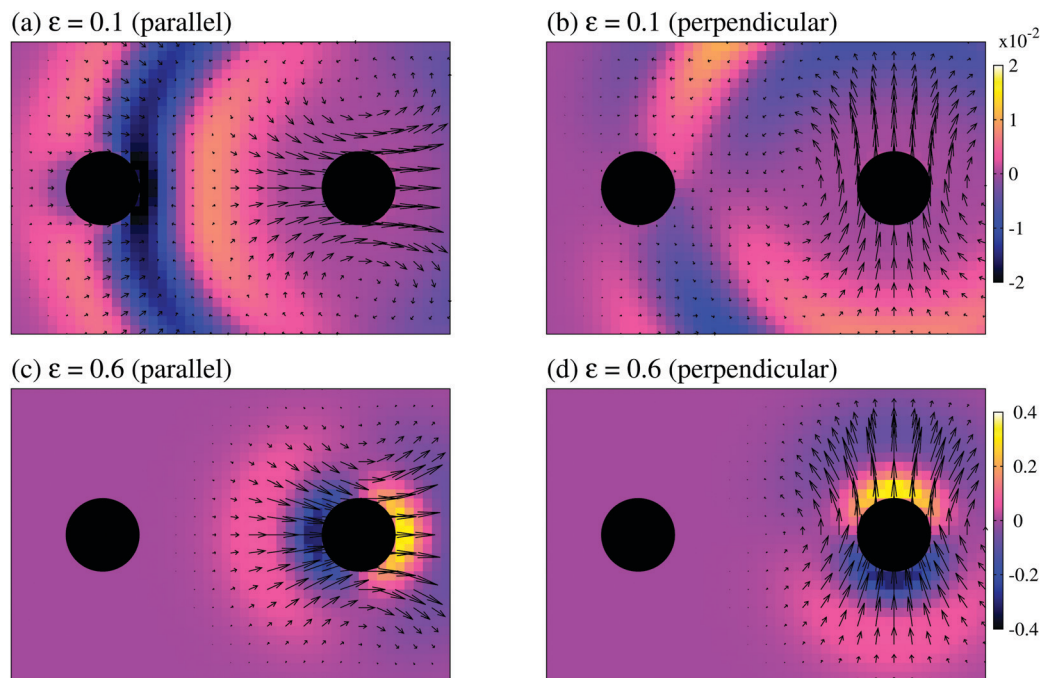 (a) ε = 0.1 (parallel)
(b) ε = 0.1 (perpendicular)
x10⁻²
2
1
0
-1
-2
(c) ε = 0.6 (parallel)
(d) ε = 0.6 (perpendicular)
0.4
0.2
0
-0.2
-0.4